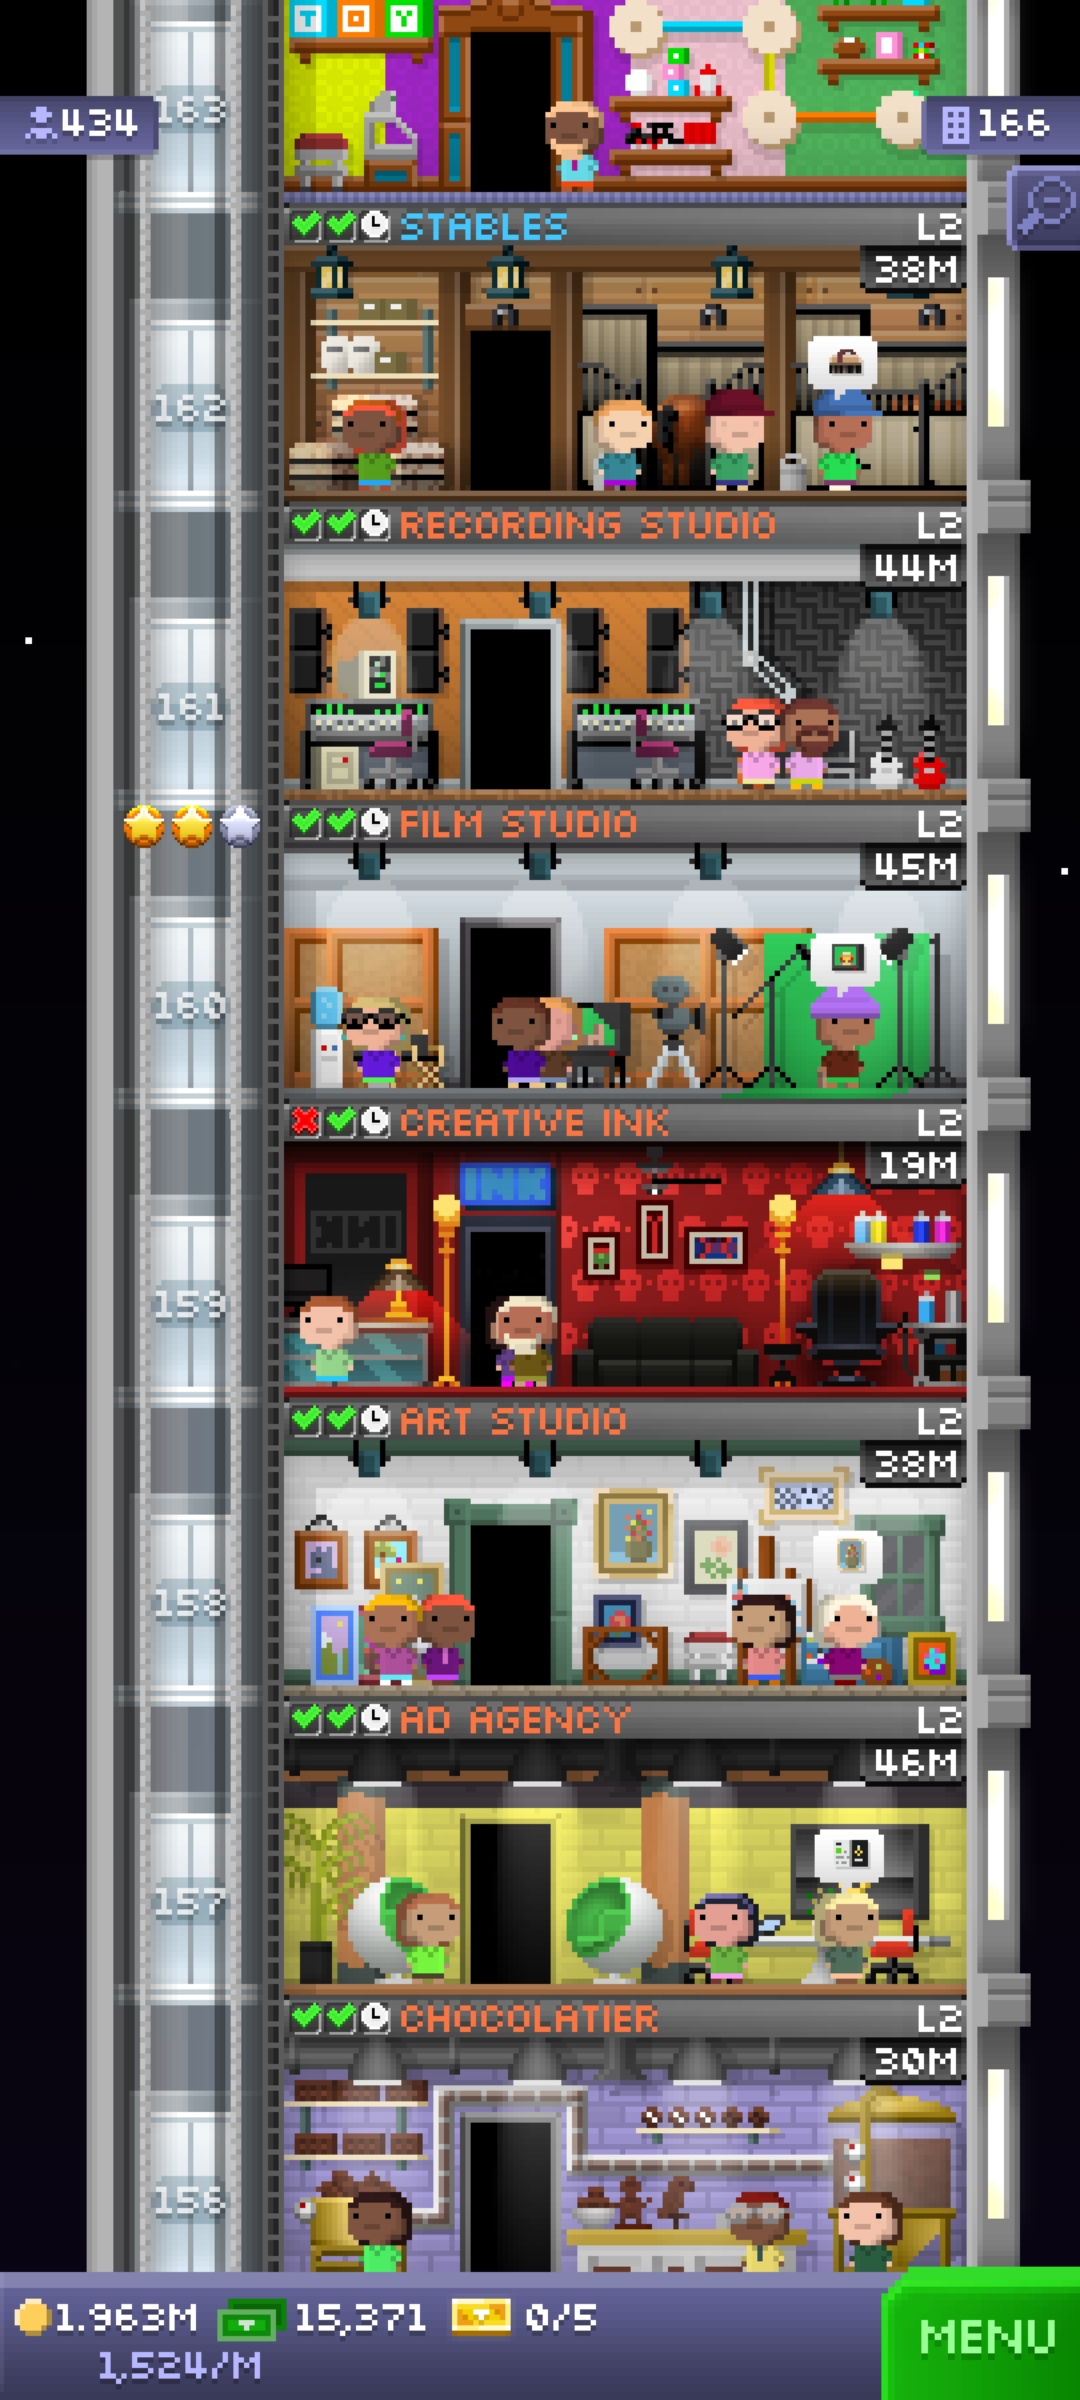 TOY
163
434
166
STABLES L2
38M
162
RECORDING STUDIO L2
44M
161
FILM STUDIO L2
45M
160
CREATIVE INK L2
19M
INK
INK
159
ART STUDIO L2
38M
158
AD AGENCY L2
46M
157
CHOCOLATIER L2
30M
156
1.963M 15,371 0/5
1,524/M
MENU